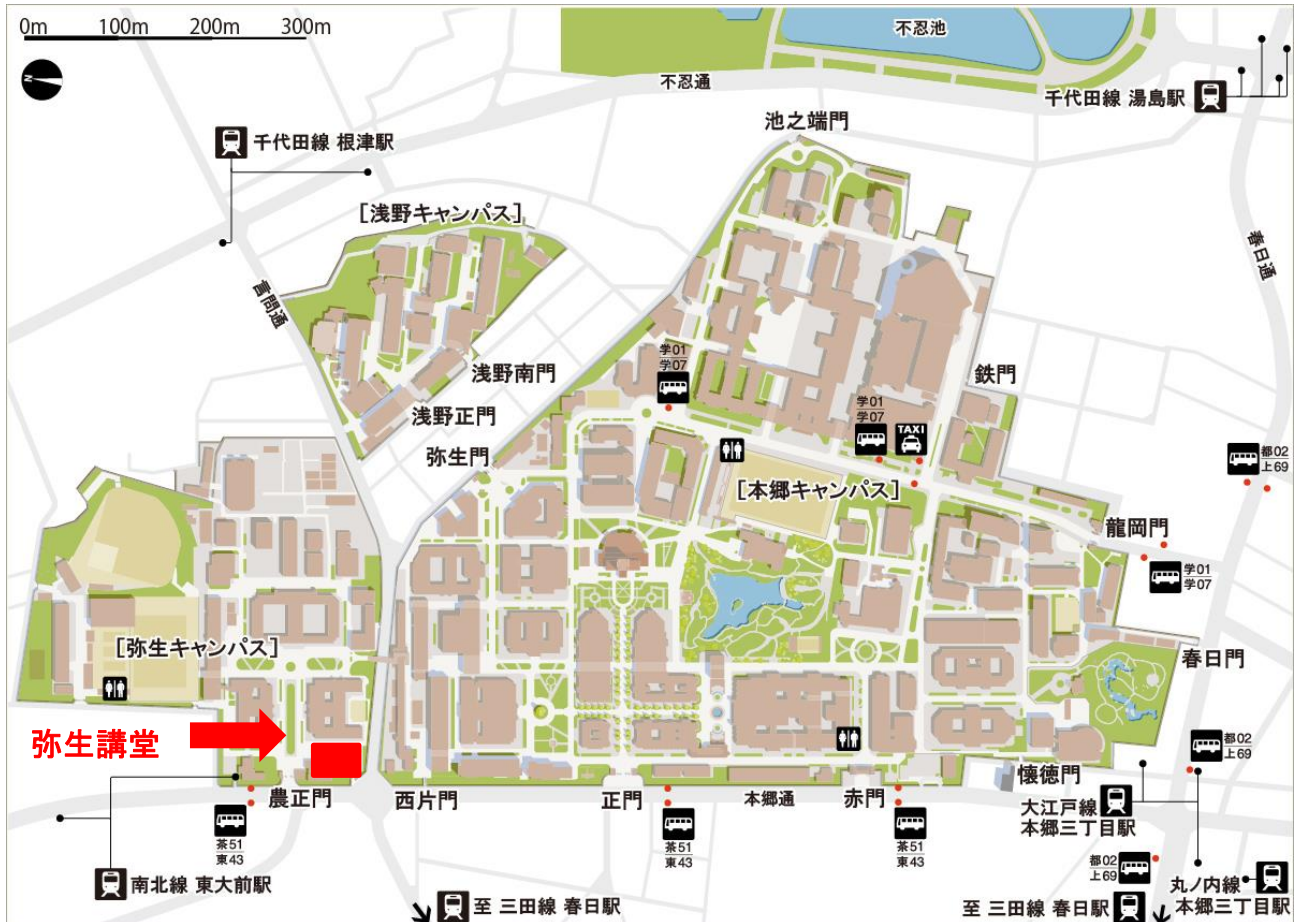 0m 100m 200m 300m
N
不忍池
不忍通
千代田線 湯島駅
池之端門
千代田線 根津駅
[浅野キャンパス]
春日通
言問通
浅野南門
学01
学07
鉄門
浅野正門
学01
学07
TAXI
弥生門
都02
上69
[本郷キャンパス]
龍岡門
学01
学07
[弥生キャンパス]
春日門
弥生講堂
都02
上69
懐徳門
農正門
西片門
正門
本郷通
赤門
大江戸線
本郷三丁目駅
茶51
東43
茶51
東43
茶51
東43
都02
上69
南北線 東大前駅
丸ノ内線
本郷三丁目駅
至 三田線 春日駅
至 三田線 春日駅